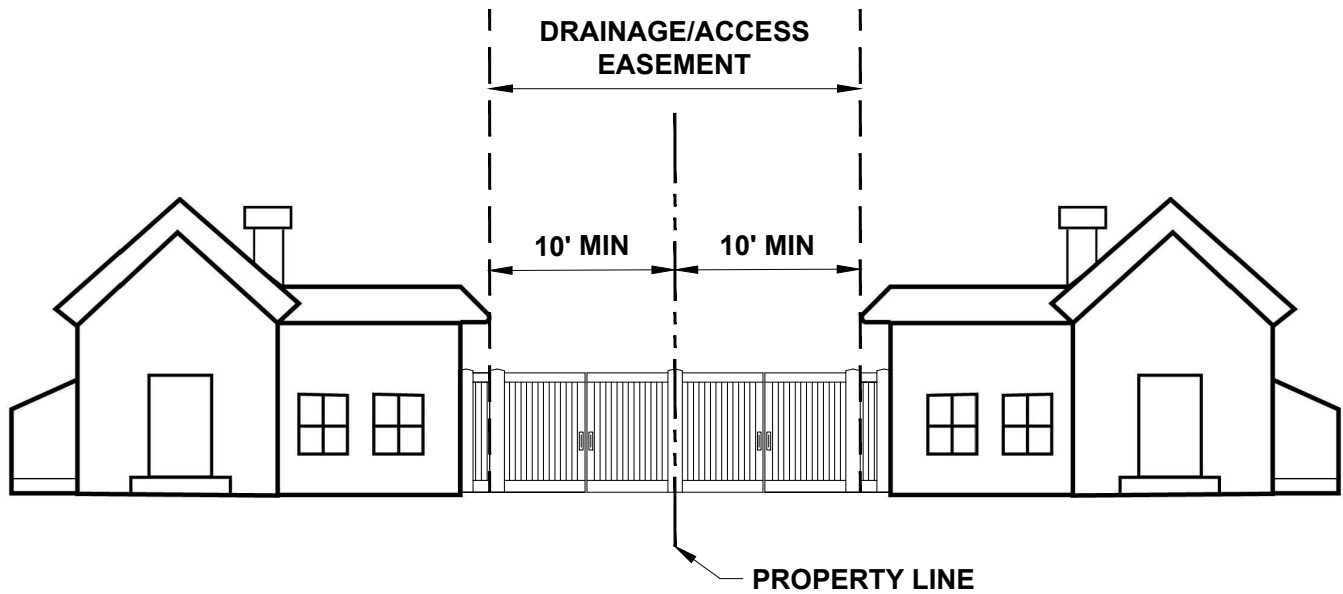 DRAINAGE/ACCESS
EASEMENT
10' MIN
10' MIN
PROPERTY LINE